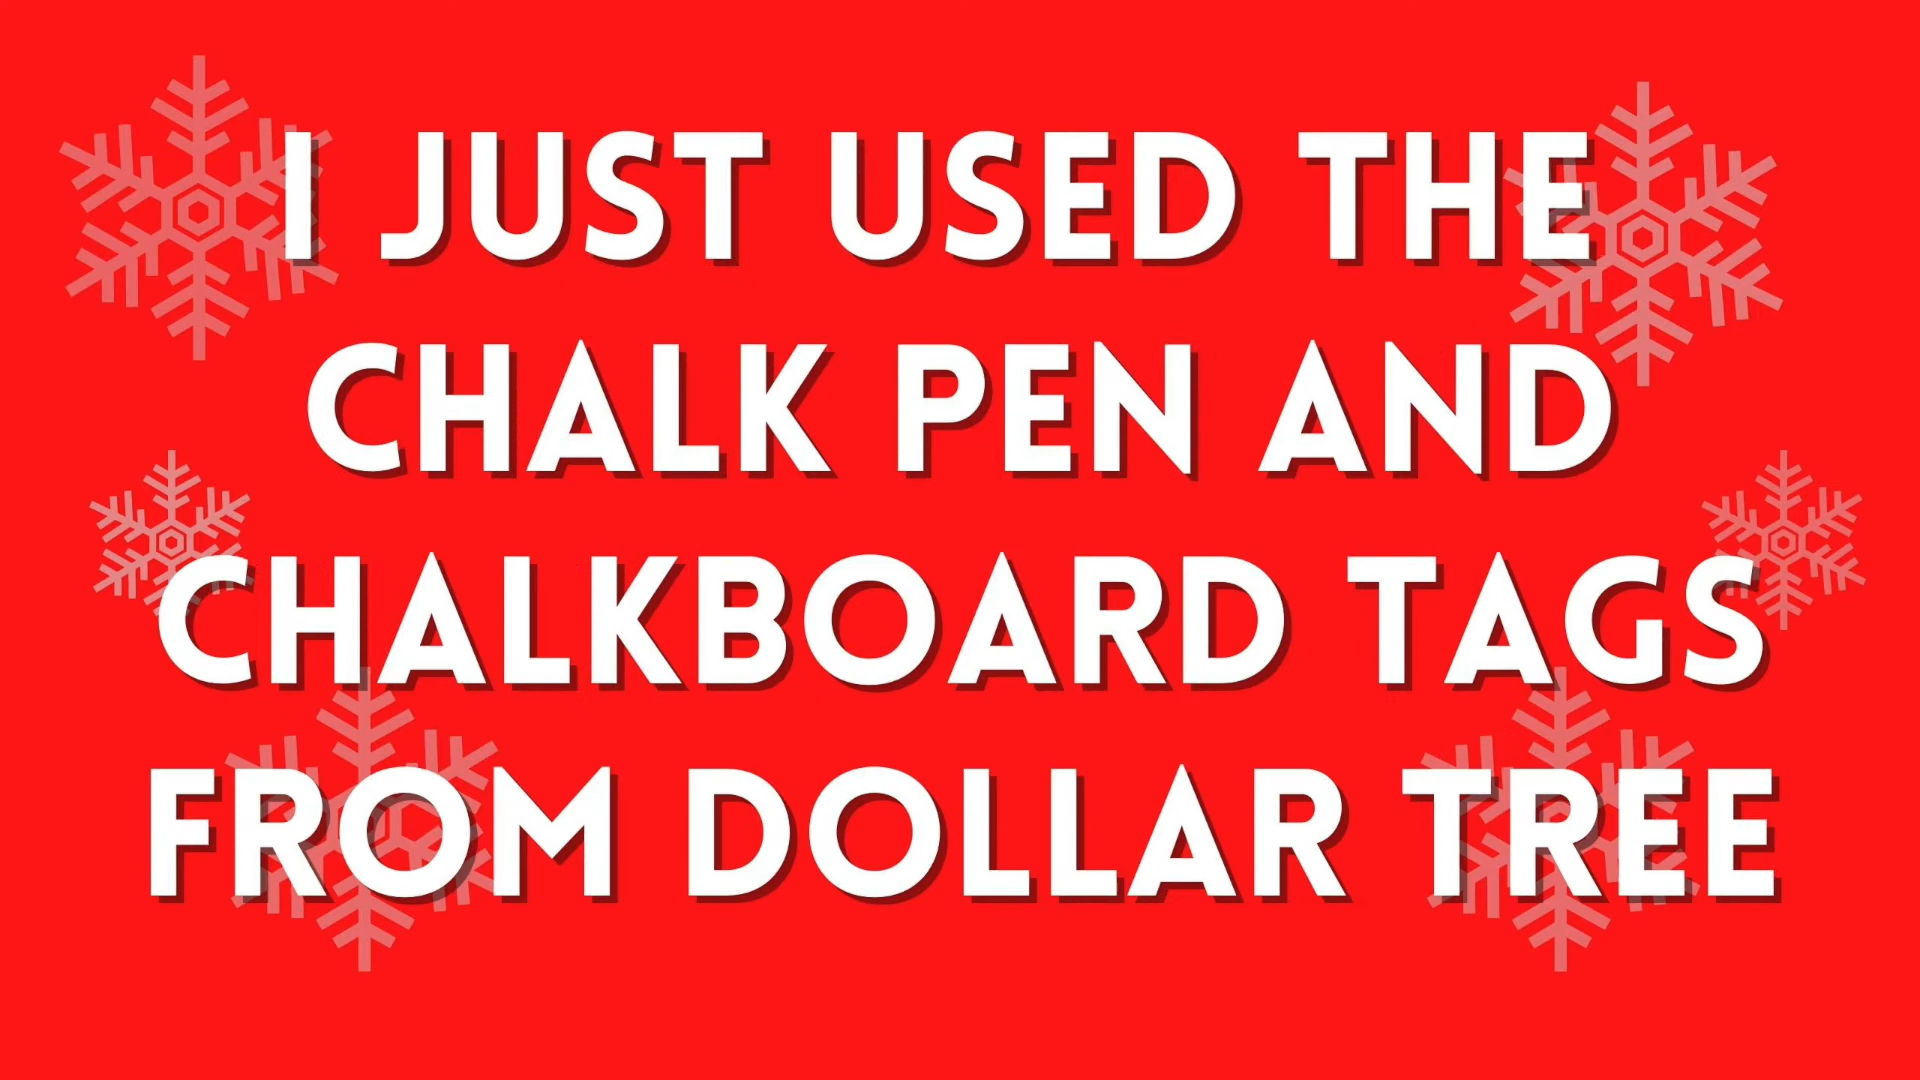 I JUST USED THE
CHALK PEN AND
CHALKBOARD TAGS
FROM DOLLAR TREE